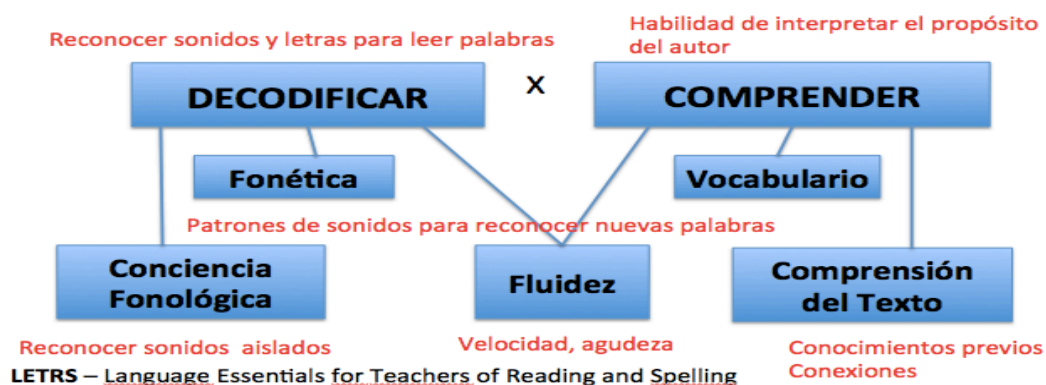 Reconocer sonidos y letras para leer palabras
Habilidad de interpretar el propósito
del autor
DECODIFICAR
x
COMPRENDER
Fonética
Vocabulario
Patrones de sonidos para reconocer nuevas palabras
Conciencia
Fonológica
Fluidez
Comprensión
del Texto
Reconocer sonidos aislados
Velocidad, agudeza
Conocimientos previos
Conexiones
LETRS – Language Essentials for Teachers of Reading and Spelling